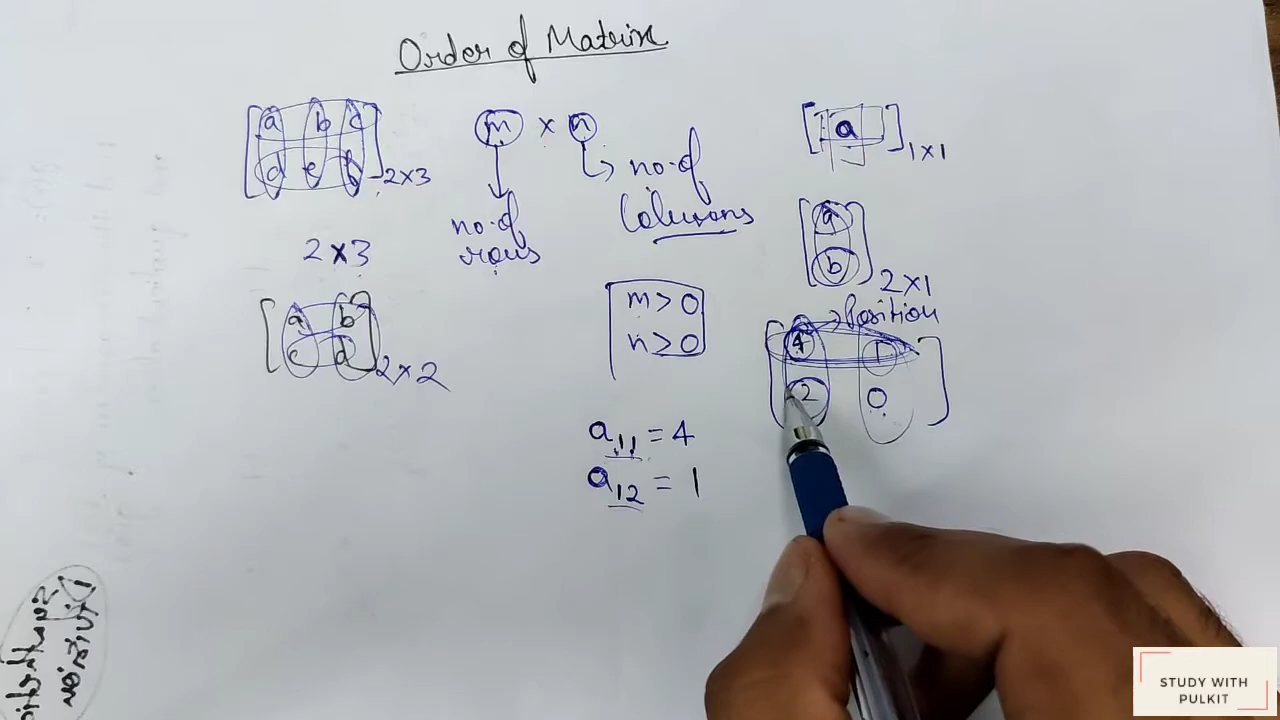 Order of Matrix
[a b c
d e f] 2×3
m × n
no. of rows
no. of Columns
2 × 3
[a b
c d] 2×2
m > 0
n > 0
[a] 1×1
[a
b] 2×1
Position
[4 1
2 0]
a11 = 4
a12 = 1
STUDY WITH
PULKIT